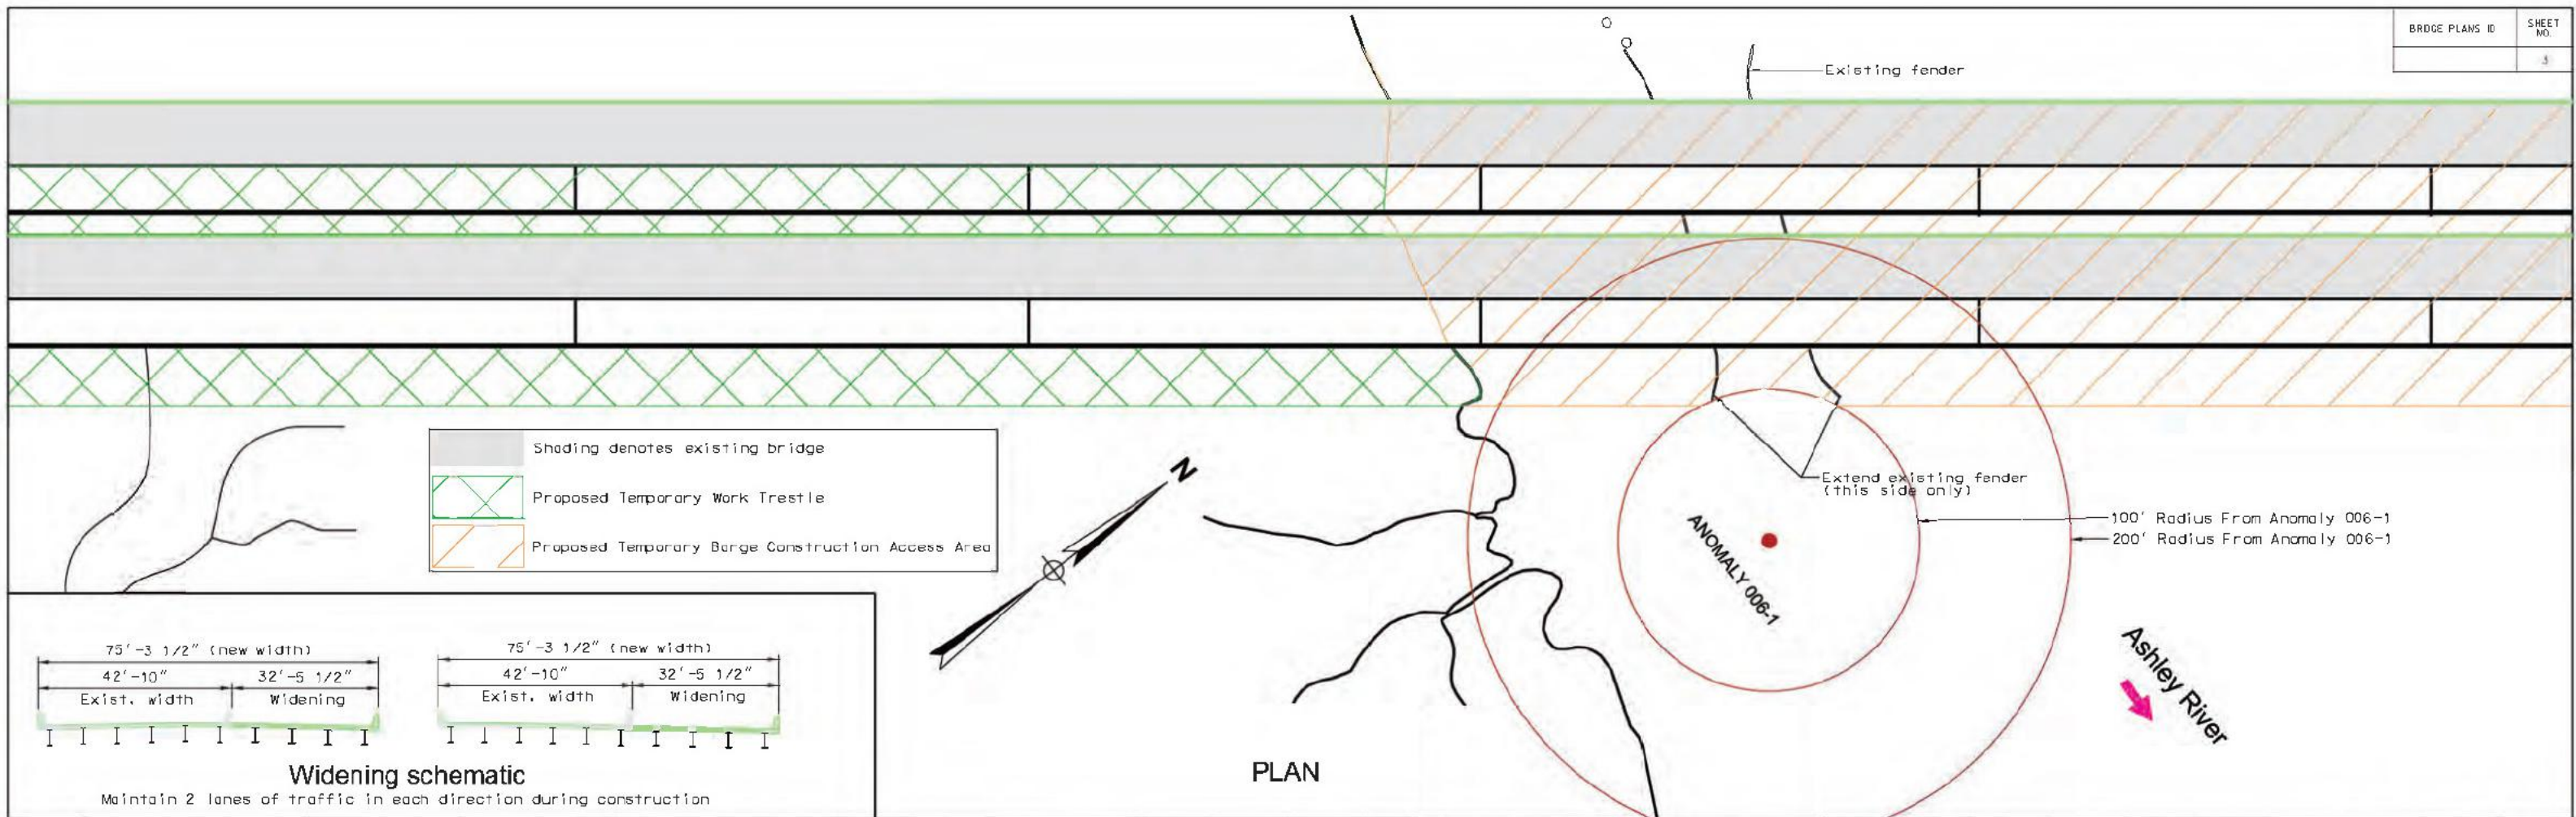 BRIDGE PLANS ID
SHEET
NO.
3
Existing fender
Shading denotes existing bridge
Proposed Temporary Work Trestle
Proposed Temporary Barge Construction Access Area
N
Extend existing fender
(this side only)
100' Radius From Anomaly 006-1
200' Radius From Anomaly 006-1
ANOMALY 006-1
Ashley River
75'-3 1/2" (new width)
42'-10"
32'-5 1/2"
Exist. width
Widening
75'-3 1/2" (new width)
42'-10"
32'-5 1/2"
Exist. width
Widening
Widening schematic
Maintain 2 lanes of traffic in each direction during construction
PLAN